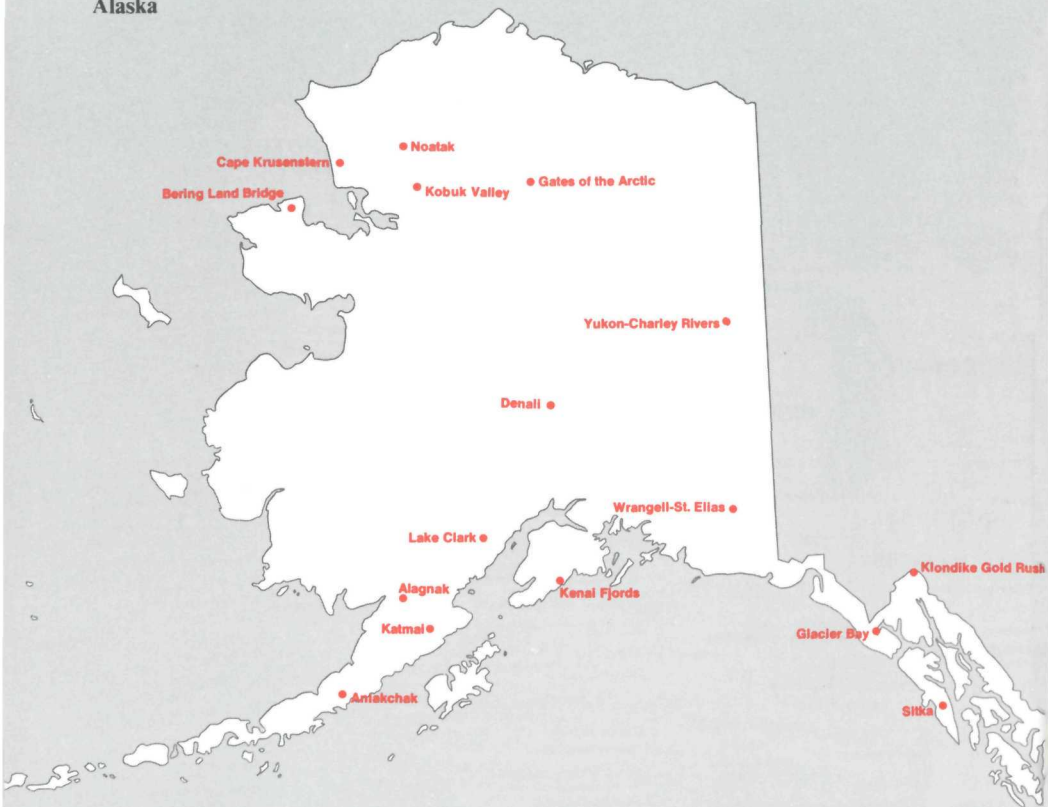 Alaska
Noatak
Cape Krusenstern
Kobuk Valley
Gates of the Arctic
Bering Land Bridge
Yukon-Charley Rivers
Denali
Wrangell-St. Elias
Lake Clark
Klondike Gold Rush
Alagnak
Kenai Fjords
Katmai
Glacier Bay
Aniakchak
Sitka